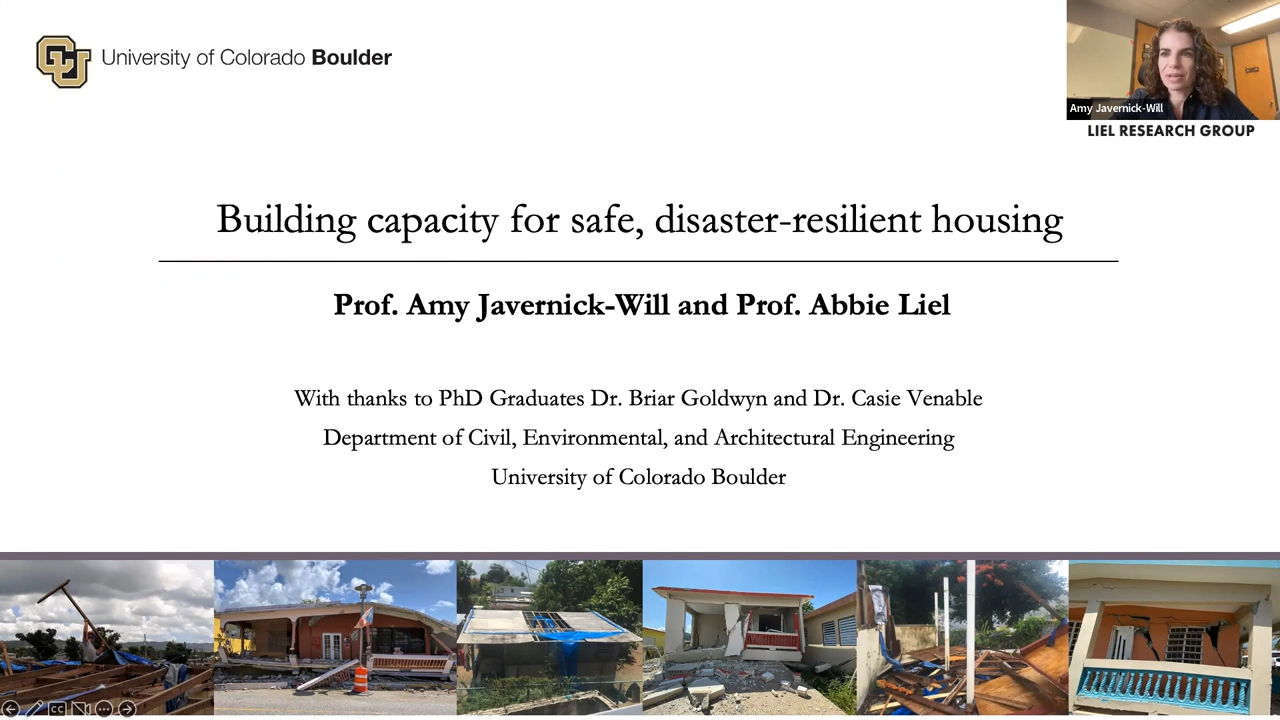 University of Colorado Boulder
Amy Javernick-Will
LIEL RESEARCH GROUP
Building capacity for safe, disaster-resilient housing
Prof. Amy Javernick-Will and Prof. Abbie Liel
With thanks to PhD Graduates Dr. Briar Goldwyn and Dr. Casie Venable
Department of Civil, Environmental, and Architectural Engineering
University of Colorado Boulder
CC